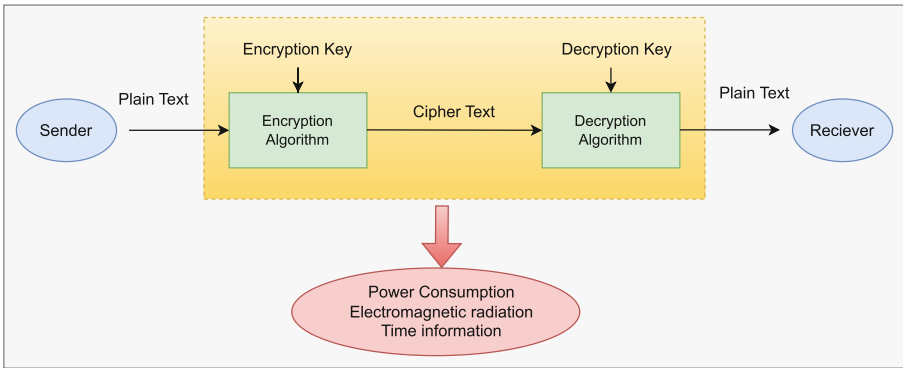 Encryption Key
Decryption Key
Plain Text
Plain Text
Cipher Text
Sender
Encryption
Algorithm
Decryption
Algorithm
Reciever
Power Consumption
Electromagnetic radiation
Time information